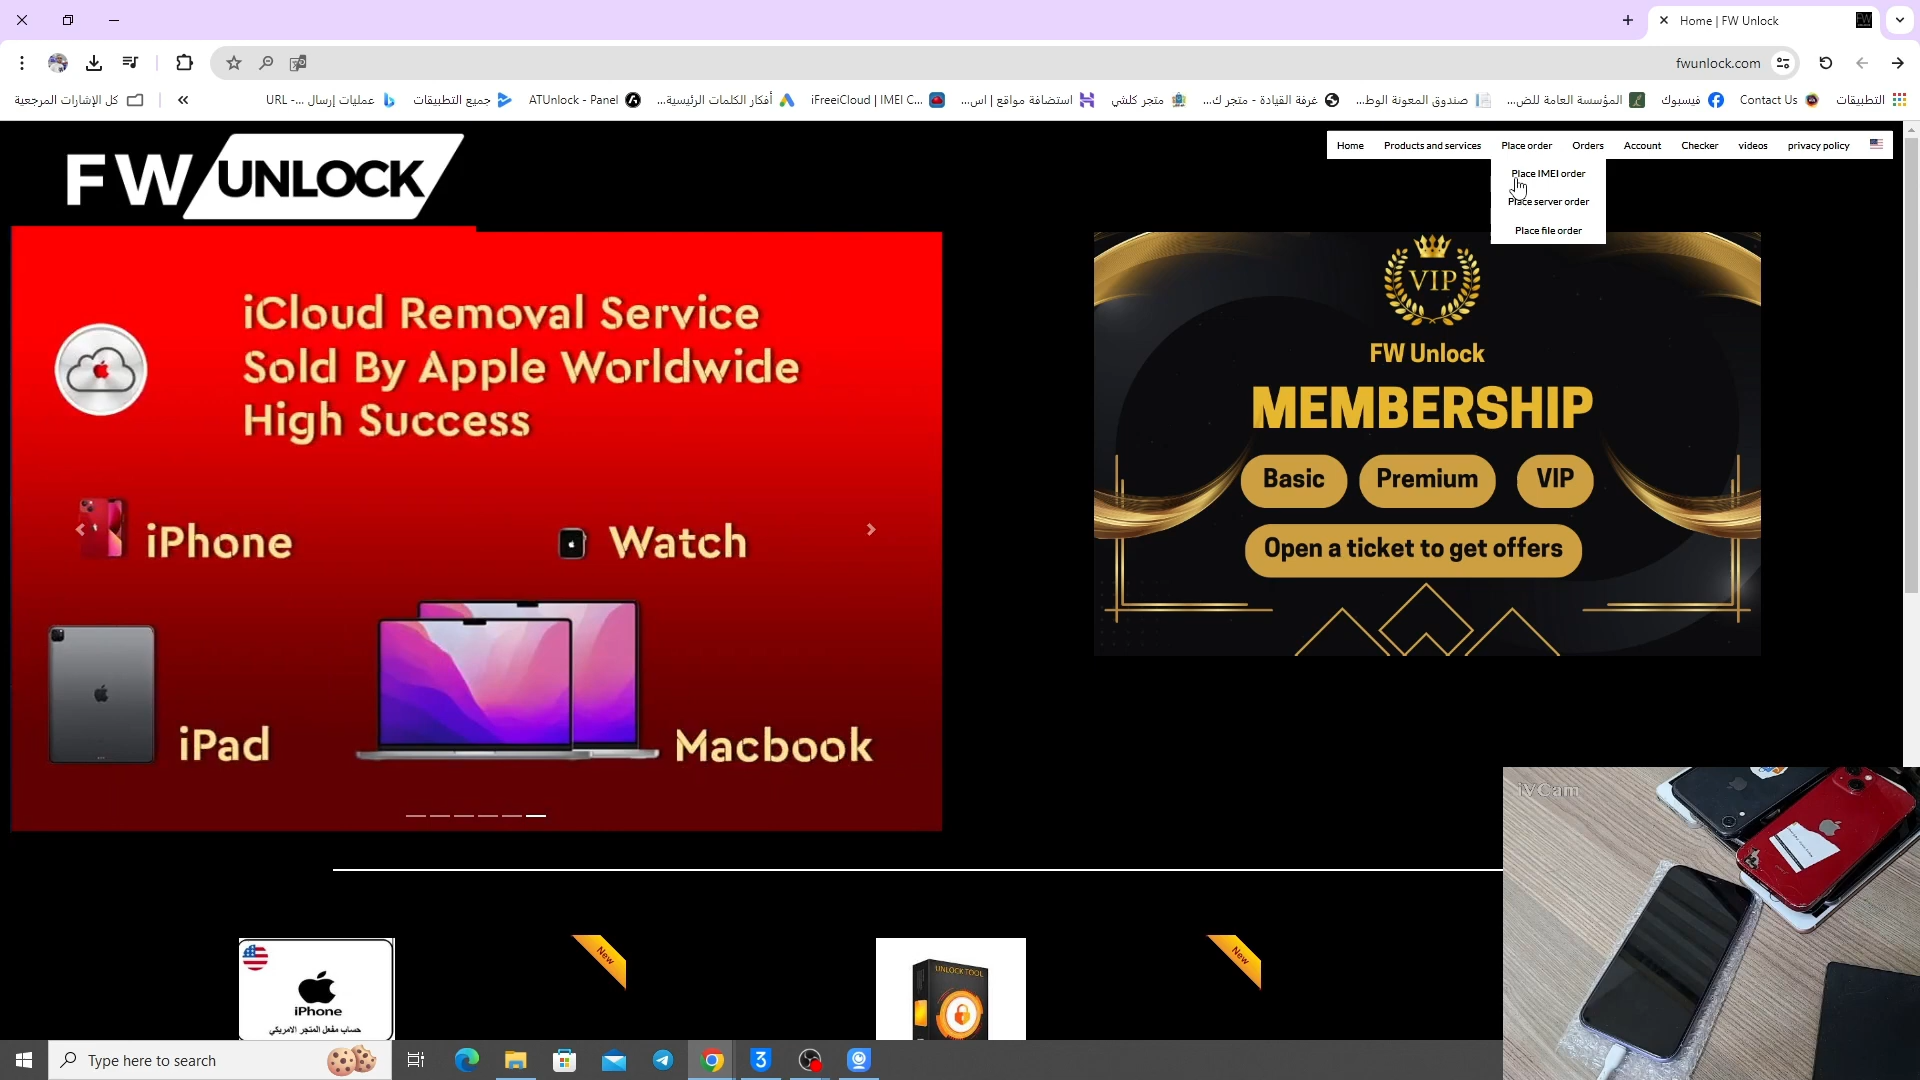 Home | FW Unlock
fwunlock.com
كل الإشارات المرجعية
عمليات إرسال ...- URL
جميع التطبيقات
ATUnlock - Panel
أفكار الكلمات الرئيسية...
iFreeiCloud | IMEI C...
استضافة مواقع | اس...
متجر كلشي
غرفة القيادة - متجر ك...
صندوق المعونة الوط...
المؤسسة العامة للض...
فيسبوك
Contact Us
التطبيقات
FW UNLOCK
Home
Products and services
Place order
Orders
Account
Checker
videos
privacy policy
Place IMEI order
Place server order
Place file order
iCloud Removal Service
Sold By Apple Worldwide
High Success
iPhone
Watch
iPad
Macbook
VIP
FW Unlock
MEMBERSHIP
Basic
Premium
VIP
Open a ticket to get offers
iPhone
حساب مفعل المتجر الامريكي
New
UNLOCK TOOL
New
iVCam
Type here to search